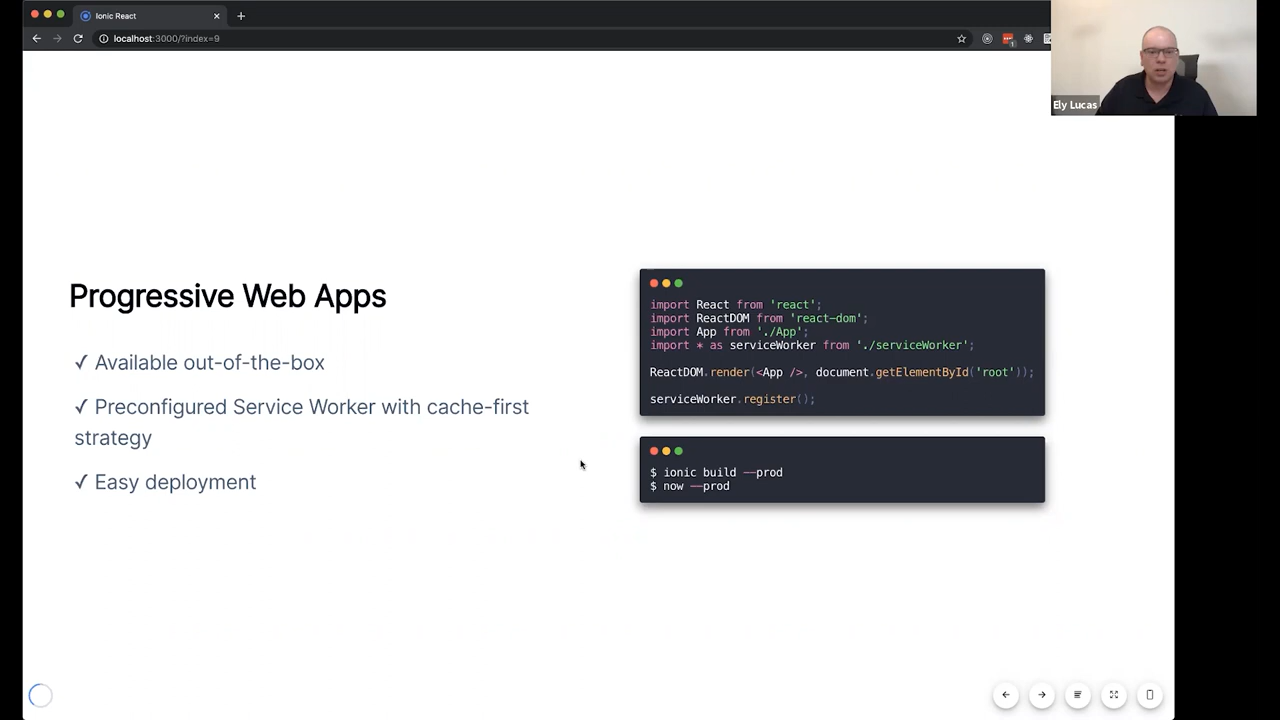 Ionic React
localhost:3000/?index=9
1
Ely Lucas
Progressive Web Apps
✓ Available out-of-the-box
✓ Preconfigured Service Worker with cache-first
strategy
✓ Easy deployment
import React from 'react';
import ReactDOM from 'react-dom';
import App from './App';
import * as serviceWorker from './serviceWorker';
ReactDOM.render(<App />, document.getElementById('root'));
serviceWorker.register();
$ ionic build --prod
$ now --prod